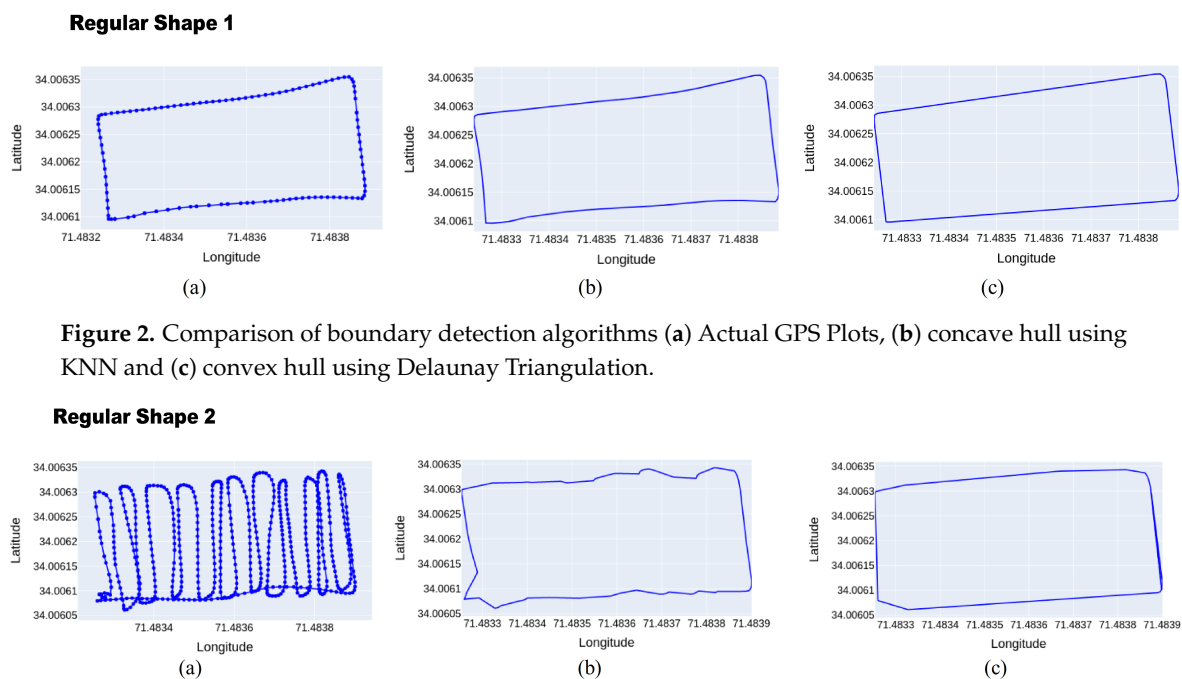 Regular Shape 1
34.00635
34.0063
34.00625
34.0062
34.00615
34.0061
71.4832 71.4834 71.4836 71.4838
Latitude
Longitude
(a)
34.00635
34.0063
34.00625
34.0062
34.00615
34.0061
71.4833 71.4834 71.4835 71.4836 71.4837 71.4838
Latitude
Longitude
(b)
34.00635
34.0063
34.00625
34.0062
34.00615
34.0061
71.4833 71.4834 71.4835 71.4836 71.4837 71.4838
Latitude
Longitude
(c)
Figure 2. Comparison of boundary detection algorithms (a) Actual GPS Plots, (b) concave hull using
KNN and (c) convex hull using Delaunay Triangulation.
Regular Shape 2
34.00635
34.0063
34.00625
34.0062
34.00615
34.0061
34.00605
71.4834 71.4836 71.4838
Latitude
Longitude
(a)
34.00635
34.0063
34.00625
34.0062
34.00615
34.0061
34.00605
71.4833 71.4834 71.4835 71.4836 71.4837 71.4838 71.4839
Latitude
Longitude
(b)
34.00635
34.0063
34.00625
34.0062
34.00615
34.0061
34.00605
71.4833 71.4834 71.4835 71.4836 71.4837 71.4838 71.4839
Latitude
Longitude
(c)